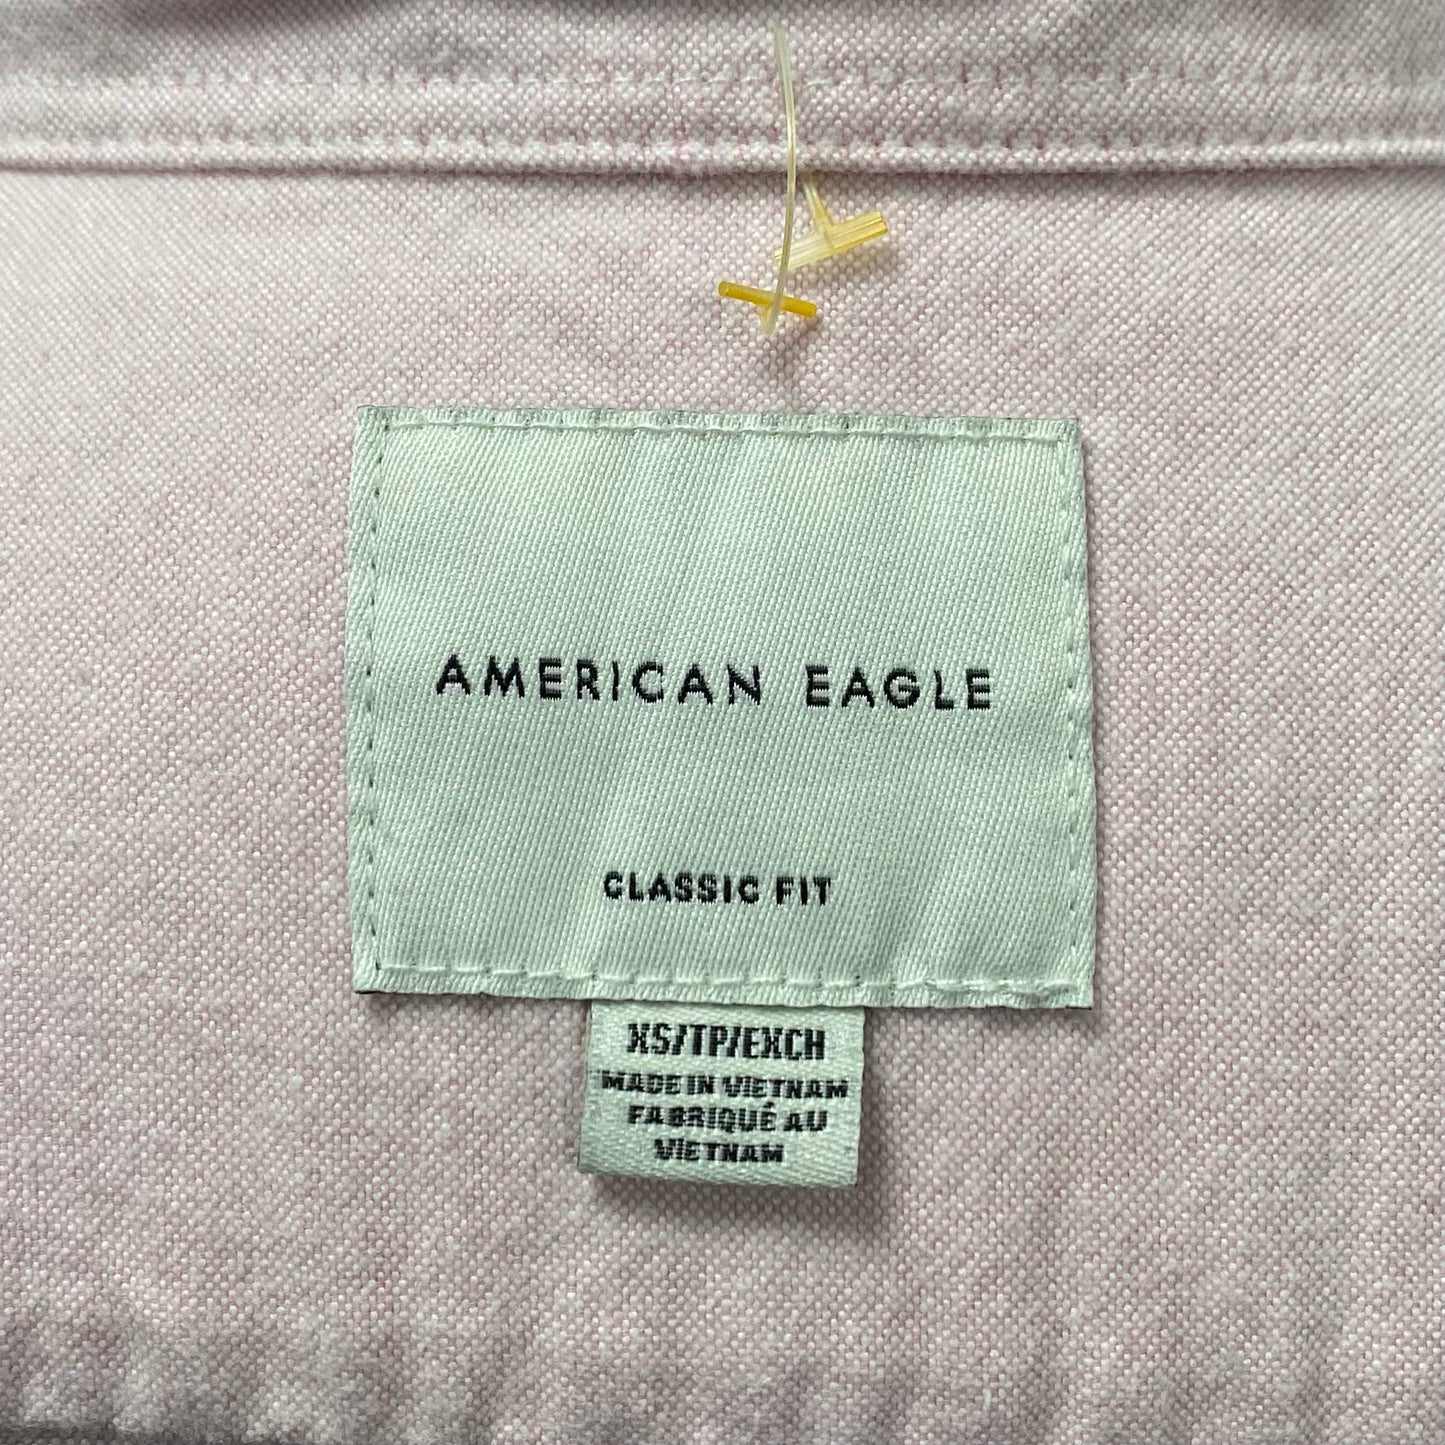 AMERICAN EAGLE
CLASSIC FIT
XS/TP/EXCH
MADE IN VIETNAM
FABRIQUÉ AU
VIETNAM